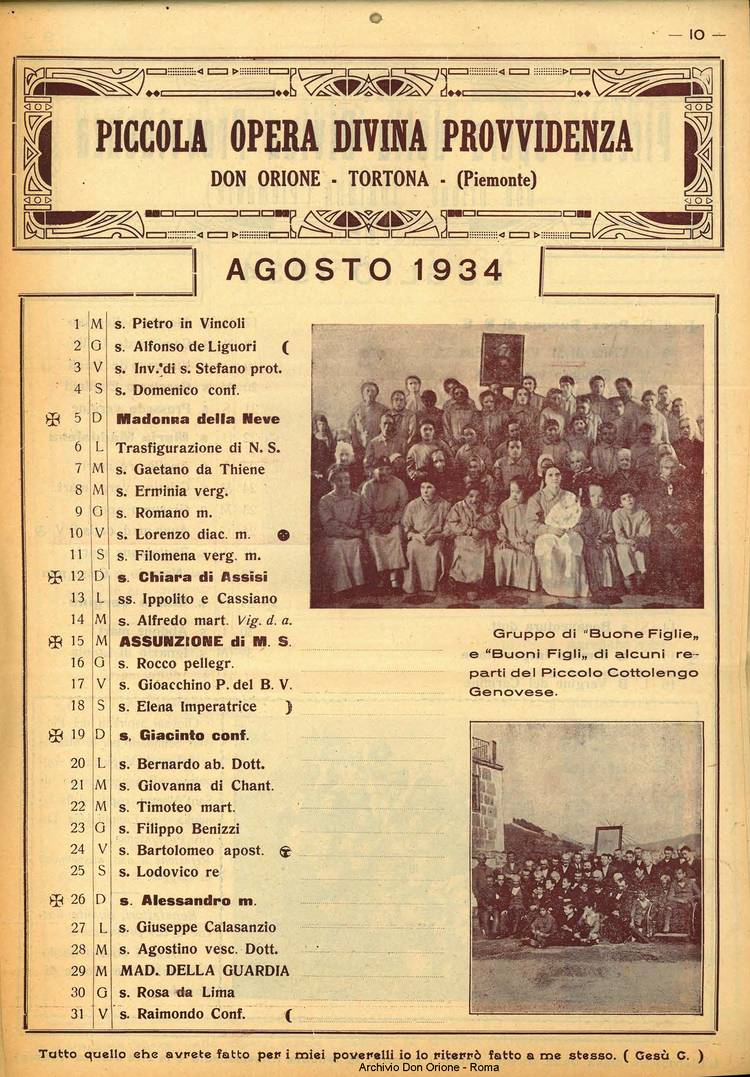 — 10 —
PICCOLA OPERA DIVINA PROVVIDENZA
DON ORIONE - TORTONA - (Piemonte)
AGOSTO 1934
1 M s. Pietro in Vincoli
2 G s. Alfonso de Liguori (
3 V s. Inv. di s. Stefano prot.
4 S s. Domenico conf.
✠ 5 D Madonna della Neve
6 L Trasfigurazione di N. S.
7 M s. Gaetano da Thiene
8 M s. Erminia verg.
9 G s. Romano m.
10 V s. Lorenzo diac. m.
11 S s. Filomena verg. m.
✠ 12 D s. Chiara di Assisi
13 L ss. Ippolito e Cassiano
14 M s. Alfredo mart. Vig. d. a.
✠ 15 M ASSUNZIONE di M. S.
16 G s. Rocco pellegr.
17 V s. Gioacchino P. del B. V.
18 S s. Elena Imperatrice )
✠ 19 D s. Giacinto conf.
20 L s. Bernardo ab. Dott.
21 M s. Giovanna di Chant.
22 M s. Timoteo mart.
23 G s. Filippo Benizzi
24 V s. Bartolomeo apost.
25 S s. Lodovico re
✠ 26 D s. Alessandro m.
27 L s. Giuseppe Calasanzio
28 M s. Agostino vesc. Dott.
29 M MAD. DELLA GUARDIA
30 G s. Rosa da Lima
31 V s. Raimondo Conf. (
Gruppo di "Buone Figlie„
e "Buoni Figli„ di alcuni re-
parti del Piccolo Cottolengo
Genovese.
Tutto quello che avrete fatto per i miei poverelli io lo riterrò fatto a me stesso. ( Gesù C. )
Archivio Don Orione - Roma